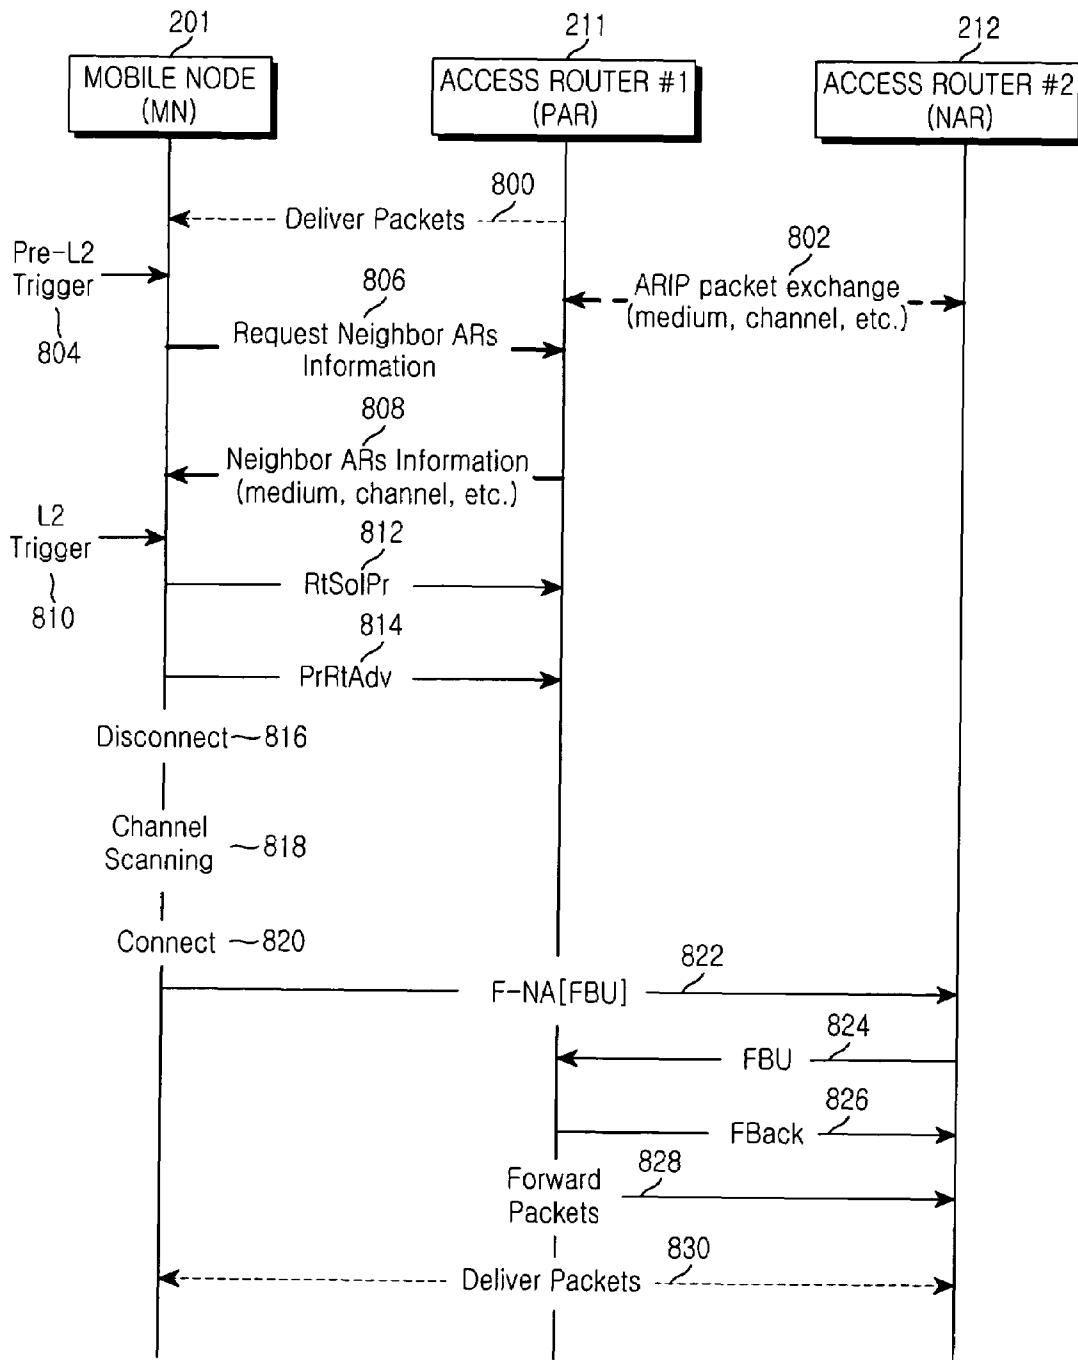 201
211
212
MOBILE NODE
(MN)
ACCESS ROUTER #1
(PAR)
ACCESS ROUTER #2
(NAR)
800
Deliver Packets
Pre-L2
Trigger
804
802
ARIP packet exchange
(medium, channel, etc.)
806
Request Neighbor ARs
Information
808
Neighbor ARs Information
(medium, channel, etc.)
L2
Trigger
810
812
RtSolPr
814
PrRtAdv
Disconnect 816
Channel
Scanning
818
Connect 820
822
F-NA[FBU]
824
FBU
826
FBack
828
Forward
Packets
830
Deliver Packets